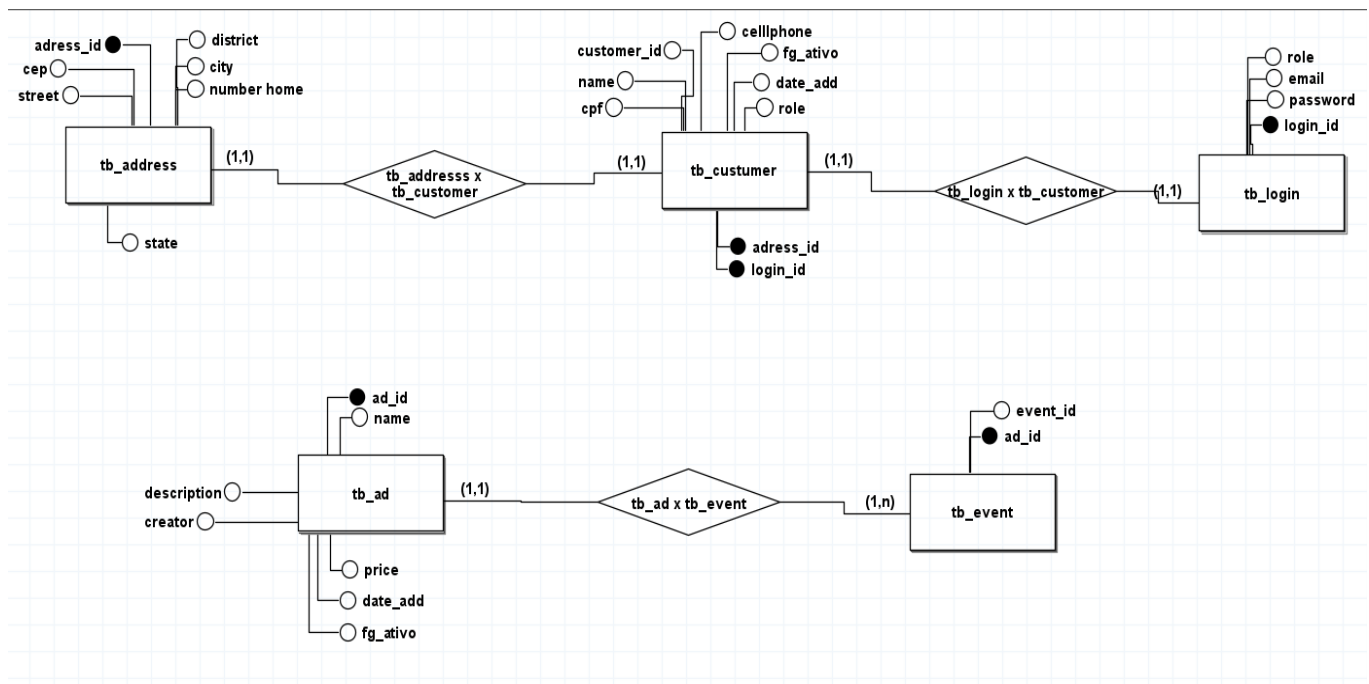 adress_id
district
cep
city
street
number home
tb_address
(1,1)
state
tb_addresss x
tb_customer
(1,1)
celllphone
customer_id
fg_ativo
name
date_add
cpf
role
tb_custumer
(1,1)
adress_id
login_id
tb_login x tb_customer
(1,1)
role
email
password
login_id
tb_login
ad_id
name
description
creator
tb_ad
(1,1)
price
date_add
fg_ativo
tb_ad x tb_event
(1,n)
event_id
ad_id
tb_event